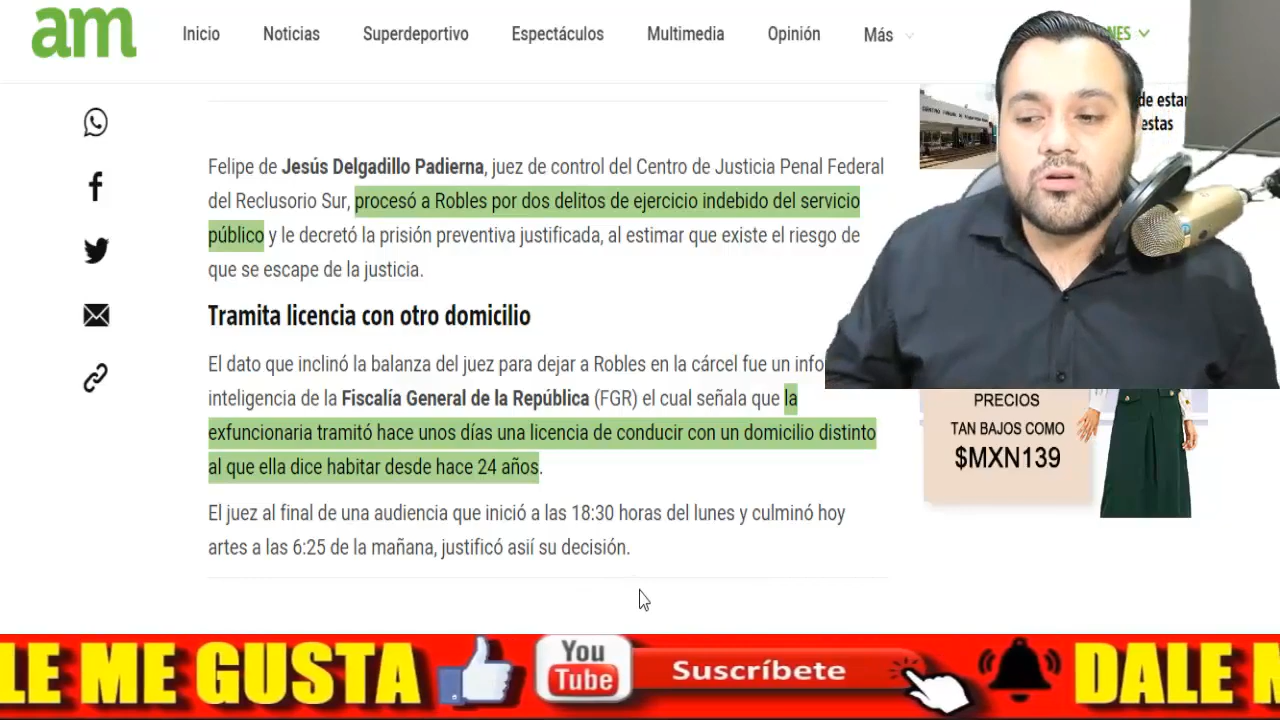 am
Inicio Noticias Superdeportivo Espectáculos Multimedia Opinión Más
NES
de estar
estas
Felipe de Jesús Delgadillo Padierna, juez de control del Centro de Justicia Penal Federal
del Reclusorio Sur, procesó a Robles por dos delitos de ejercicio indebido del servicio
público y le decretó la prisión preventiva justificada, al estimar que existe el riesgo de
que se escape de la justicia.
Tramita licencia con otro domicilio
El dato que inclinó la balanza del juez para dejar a Robles en la cárcel fue un info
inteligencia de la Fiscalía General de la República (FGR) el cual señala que la
exfuncionaria tramitó hace unos días una licencia de conducir con un domicilio distinto
al que ella dice habitar desde hace 24 años.
El juez al final de una audiencia que inició a las 18:30 horas del lunes y culminó hoy
artes a las 6:25 de la mañana, justificó asií su decisión.
PRECIOS
TAN BAJOS COMO
$MXN139
LE ME GUSTA You Tube Suscríbete DALE M